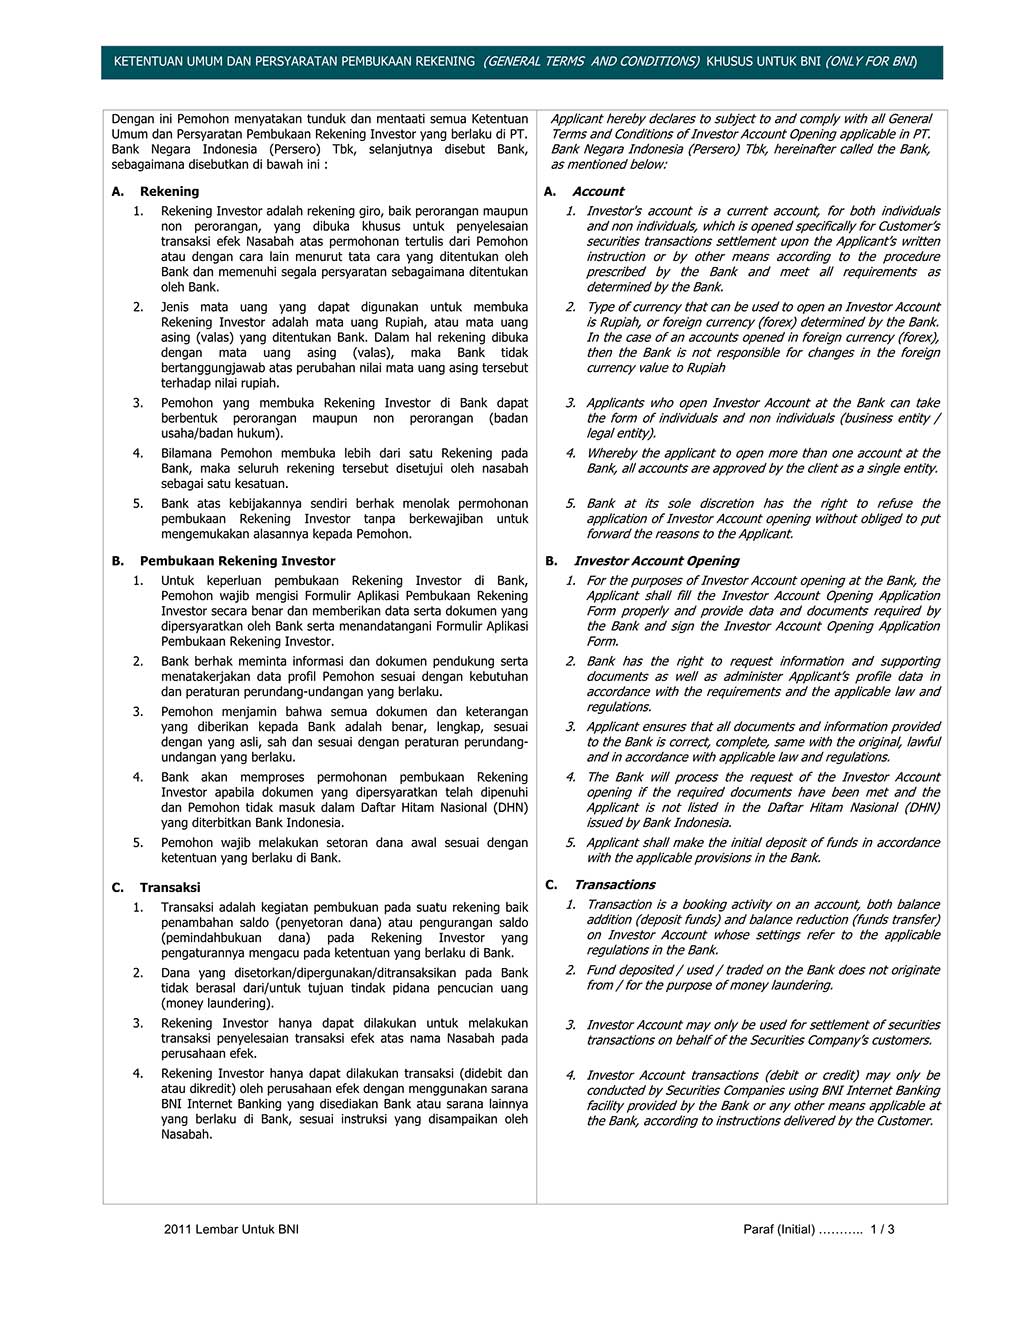 KETENTUAN UMUM DAN PERSYARATAN PEMBUKAAN REKENING (GENERAL TERMS AND CONDITIONS) KHUSUS UNTUK BNI (ONLY FOR BNI)
Dengan ini Pemohon menyatakan tunduk dan mentaati semua Ketentuan
Umum dan Persyaratan Pembukaan Rekening Investor yang berlaku di PT.
Bank Negara Indonesia (Persero) Tbk, selanjutnya disebut Bank,
sebagaimana disebutkan di bawah ini :
A. Rekening
1. Rekening Investor adalah rekening giro, baik perorangan maupun
non perorangan, yang dibuka khusus untuk penyelesaian
transaksi efek Nasabah atas permohonan tertulis dari Pemohon
atau dengan cara lain menurut tata cara yang ditentukan oleh
Bank dan memenuhi segala persyaratan sebagaimana ditentukan
oleh Bank.
2. Jenis mata uang yang dapat digunakan untuk membuka
Rekening Investor adalah mata uang Rupiah, atau mata uang
asing (valas) yang ditentukan Bank. Dalam hal rekening dibuka
dengan mata uang asing (valas), maka Bank tidak
bertanggungjawab atas perubahan nilai mata uang asing tersebut
terhadap nilai rupiah.
3. Pemohon yang membuka Rekening Investor di Bank dapat
berbentuk perorangan maupun non perorangan (badan
usaha/badan hukum).
4. Bilamana Pemohon membuka lebih dari satu Rekening pada
Bank, maka seluruh rekening tersebut disetujui oleh nasabah
sebagai satu kesatuan.
5. Bank atas kebijakannya sendiri berhak menolak permohonan
pembukaan Rekening Investor tanpa berkewajiban untuk
mengemukakan alasannya kepada Pemohon.
B. Pembukaan Rekening Investor
1. Untuk keperluan pembukaan Rekening Investor di Bank,
Pemohon wajib mengisi Formulir Aplikasi Pembukaan Rekening
Investor secara benar dan memberikan data serta dokumen yang
dipersyaratkan oleh Bank serta menandatangani Formulir Aplikasi
Pembukaan Rekening Investor.
2. Bank berhak meminta informasi dan dokumen pendukung serta
menatakerjakan data profil Pemohon sesuai dengan kebutuhan
dan peraturan perundang-undangan yang berlaku.
3. Pemohon menjamin bahwa semua dokumen dan keterangan
yang diberikan kepada Bank adalah benar, lengkap, sesuai
dengan yang asli, sah dan sesuai dengan peraturan perundang-
undangan yang berlaku.
4. Bank akan memproses permohonan pembukaan Rekening
Investor apabila dokumen yang dipersyaratkan telah dipenuhi
dan Pemohon tidak masuk dalam Daftar Hitam Nasional (DHN)
yang diterbitkan Bank Indonesia.
5. Pemohon wajib melakukan setoran dana awal sesuai dengan
ketentuan yang berlaku di Bank.
C. Transaksi
1. Transaksi adalah kegiatan pembukuan pada suatu rekening baik
penambahan saldo (penyetoran dana) atau pengurangan saldo
(pemindahbukuan dana) pada Rekening Investor yang
pengaturannya mengacu pada ketentuan yang berlaku di Bank.
2. Dana yang disetorkan/dipergunakan/ditransaksikan pada Bank
tidak berasal dari/untuk tujuan tindak pidana pencucian uang
(money laundering).
3. Rekening Investor hanya dapat dilakukan untuk melakukan
transaksi penyelesaian transaksi efek atas nama Nasabah pada
perusahaan efek.
4. Rekening Investor hanya dapat dilakukan transaksi (didebit dan
atau dikredit) oleh perusahaan efek dengan menggunakan sarana
BNI Internet Banking yang disediakan Bank atau sarana lainnya
yang berlaku di Bank, sesuai instruksi yang disampaikan oleh
Nasabah.
Applicant hereby declares to subject to and comply with all General
Terms and Conditions of Investor Account Opening applicable in PT.
Bank Negara Indonesia (Persero) Tbk, hereinafter called the Bank,
as mentioned below:
A. Account
1. Investor's account is a current account, for both individuals
and non individuals, which is opened specifically for Customer's
securities transactions settlement upon the Applicant's written
instruction or by other means according to the procedure
prescribed by the Bank and meet all requirements as
determined by the Bank.
2. Type of currency that can be used to open an Investor Account
is Rupiah, or foreign currency (forex) determined by the Bank.
In the case of an accounts opened in foreign currency (forex),
then the Bank is not responsible for changes in the foreign
currency value to Rupiah
3. Applicants who open Investor Account at the Bank can take
the form of individuals and non individuals (business entity /
legal entity).
4. Whereby the applicant to open more than one account at the
Bank, all accounts are approved by the client as a single entity.
5. Bank at its sole discretion has the right to refuse the
application of Investor Account opening without obliged to put
forward the reasons to the Applicant.
B. Investor Account Opening
1. For the purposes of Investor Account opening at the Bank, the
Applicant shall fill the Investor Account Opening Application
Form properly and provide data and documents required by
the Bank and sign the Investor Account Opening Application
Form.
2. Bank has the right to request information and supporting
documents as well as administer Applicant's profile data in
accordance with the requirements and the applicable law and
regulations.
3. Applicant ensures that all documents and information provided
to the Bank is correct, complete, same with the original, lawful
and in accordance with applicable law and regulations.
4. The Bank will process the request of the Investor Account
opening if the required documents have been met and the
Applicant is not listed in the Daftar Hitam Nasional (DHN)
issued by Bank Indonesia.
5. Applicant shall make the initial deposit of funds in accordance
with the applicable provisions in the Bank.
C. Transactions
1. Transaction is a booking activity on an account, both balance
addition (deposit funds) and balance reduction (funds transfer)
on Investor Account whose settings refer to the applicable
regulations in the Bank.
2. Fund deposited / used / traded on the Bank does not originate
from / for the purpose of money laundering.
3. Investor Account may only be used for settlement of securities
transactions on behalf of the Securities Company's customers.
4. Investor Account transactions (debit or credit) may only be
conducted by Securities Companies using BNI Internet Banking
facility provided by the Bank or any other means applicable at
the Bank, according to instructions delivered by the Customer.
2011 Lembar Untuk BNI
Paraf (Initial) ……….. 1 / 3